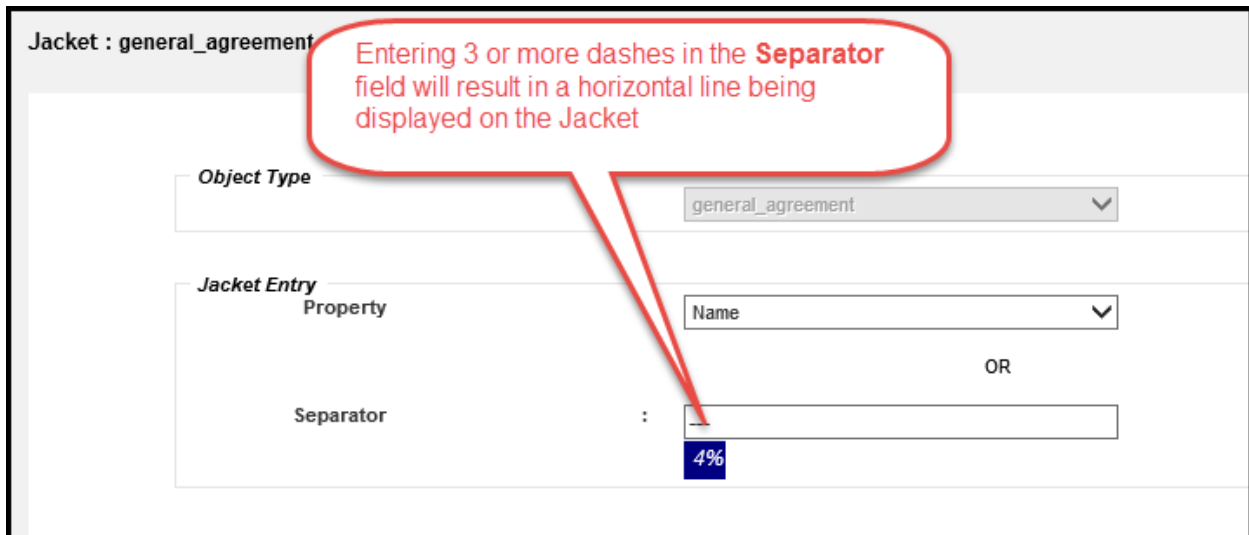 Jacket : general_agreement
Entering 3 or more dashes in the Separator
field will result in a horizontal line being
displayed on the Jacket
Object Type
general_agreement
Jacket Entry
Property
Name
OR
Separator : ---
4%